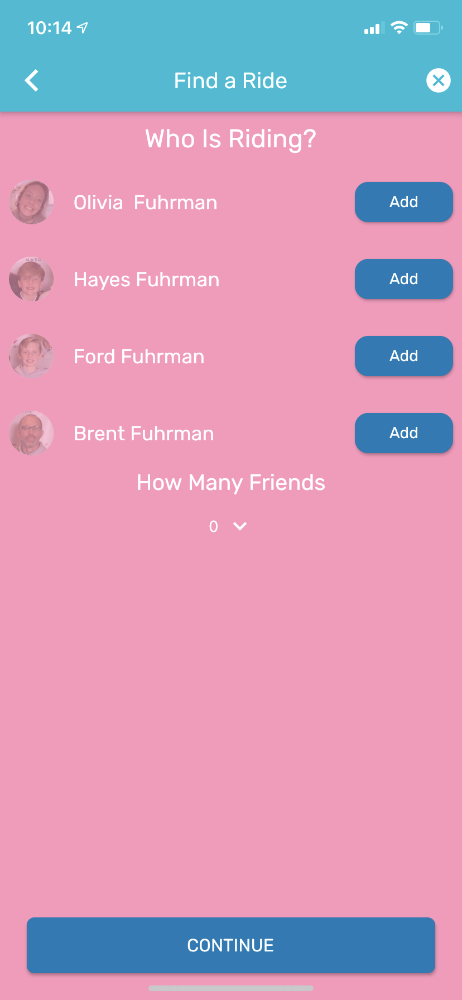 10:14
Find a Ride
Who Is Riding?
Olivia  Fuhrman
Add
MASO
Hayes Fuhrman
Add
Ford Fuhrman
Add
Brent Fuhrman
Add
How Many Friends
0
CONTINUE